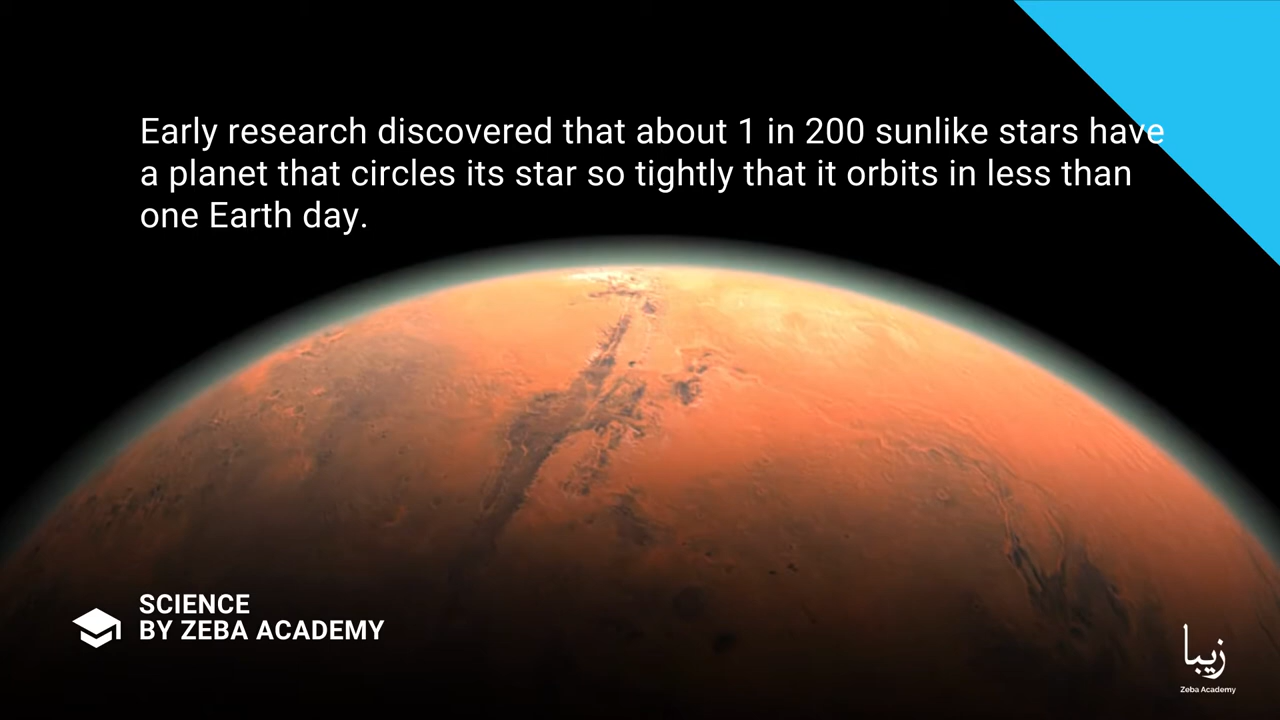 Early research discovered that about 1 in 200 sunlike stars have
a planet that circles its star so tightly that it orbits in less than
one Earth day.
SCIENCE
BY ZEBA ACADEMY
زیبا
Zeba Academy